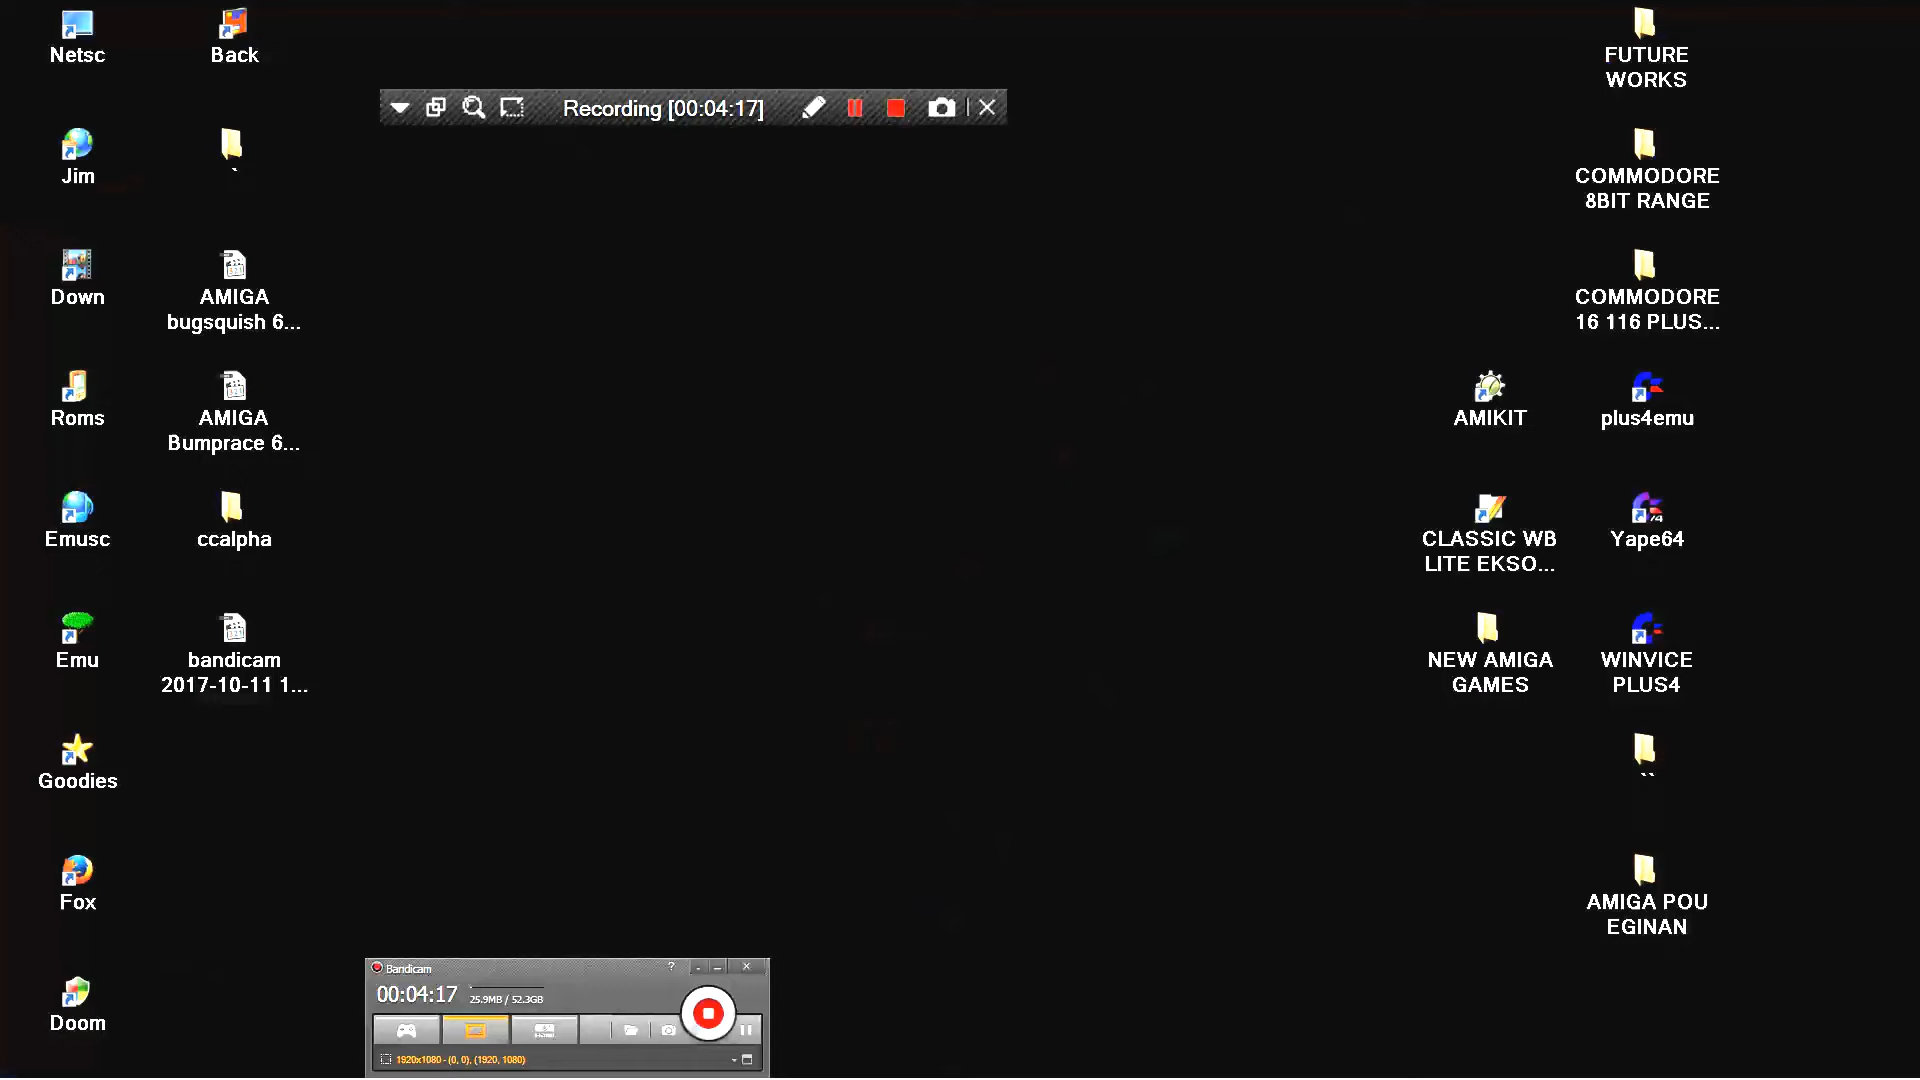 Netsc
Back
FUTURE
WORKS
Recording [00:04:17]
Jim
`
COMMODORE
8BIT RANGE
Down
AMIGA
bugsquish 6...
COMMODORE
16 116 PLUS...
Roms
AMIGA
Bumprace 6...
AMIKIT
plus4emu
Emusc
ccalpha
CLASSIC WB
LITE EKSO...
Yape64
Emu
bandicam
2017-10-11 1...
NEW AMIGA
GAMES
WINVICE
PLUS4
Goodies
``
Fox
AMIGA POU
EGINAN
Doom
Bandicam
00:04:17
25.9MB / 52.3GB
1920x1080 - (0, 0), (1920, 1080)